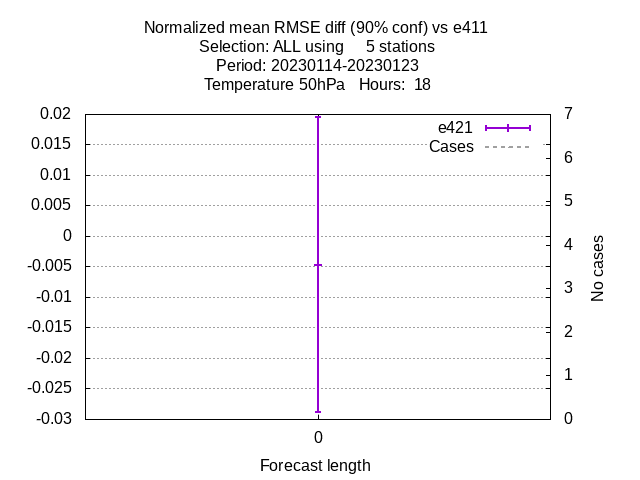 Normalized mean RMSE diff (90% conf) vs e411
Selection: ALL using     5 stations
Period: 20230114-20230123
Temperature 50hPa   Hours:  18
0.02
0.015
0.01
0.005
0
-0.005
-0.01
-0.015
-0.02
-0.025
-0.03
e421
Cases
7
6
5
4
3
2
1
0
No cases
0
Forecast length